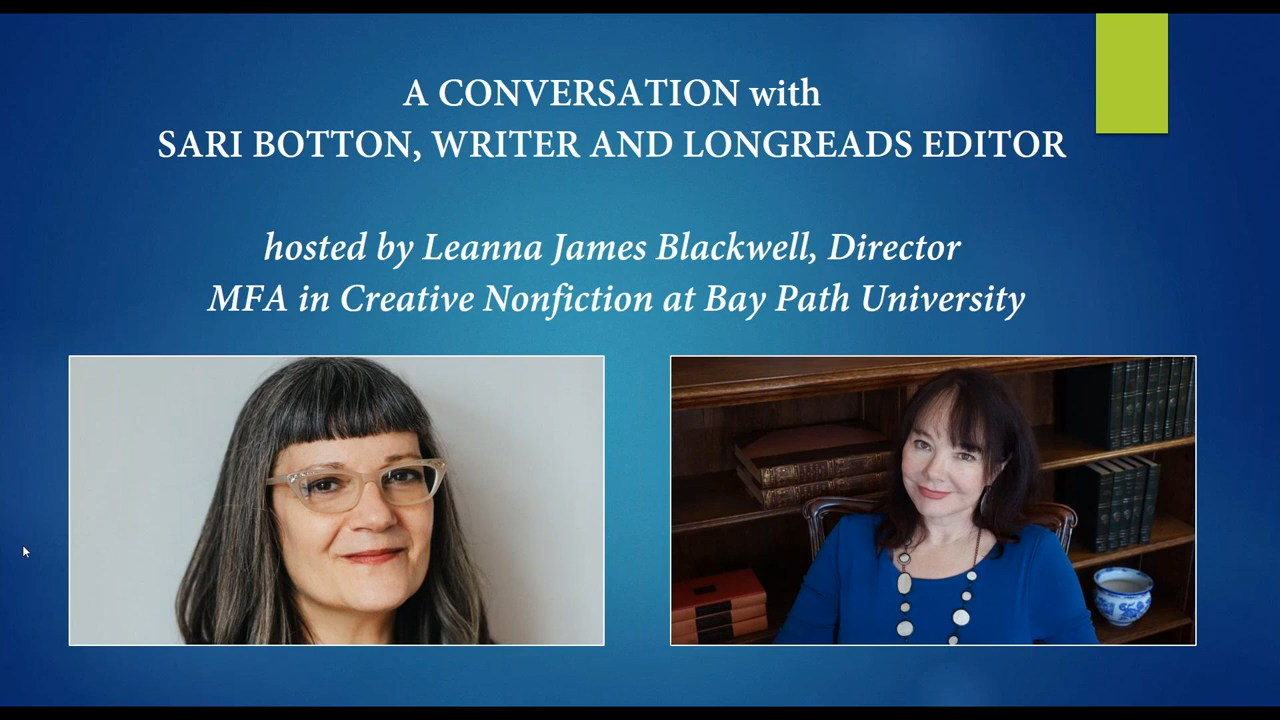 A CONVERSATION with
SARI BOTTON, WRITER AND LONGREADS EDITOR
hosted by Leanna James Blackwell, Director
MFA in Creative Nonfiction at Bay Path University